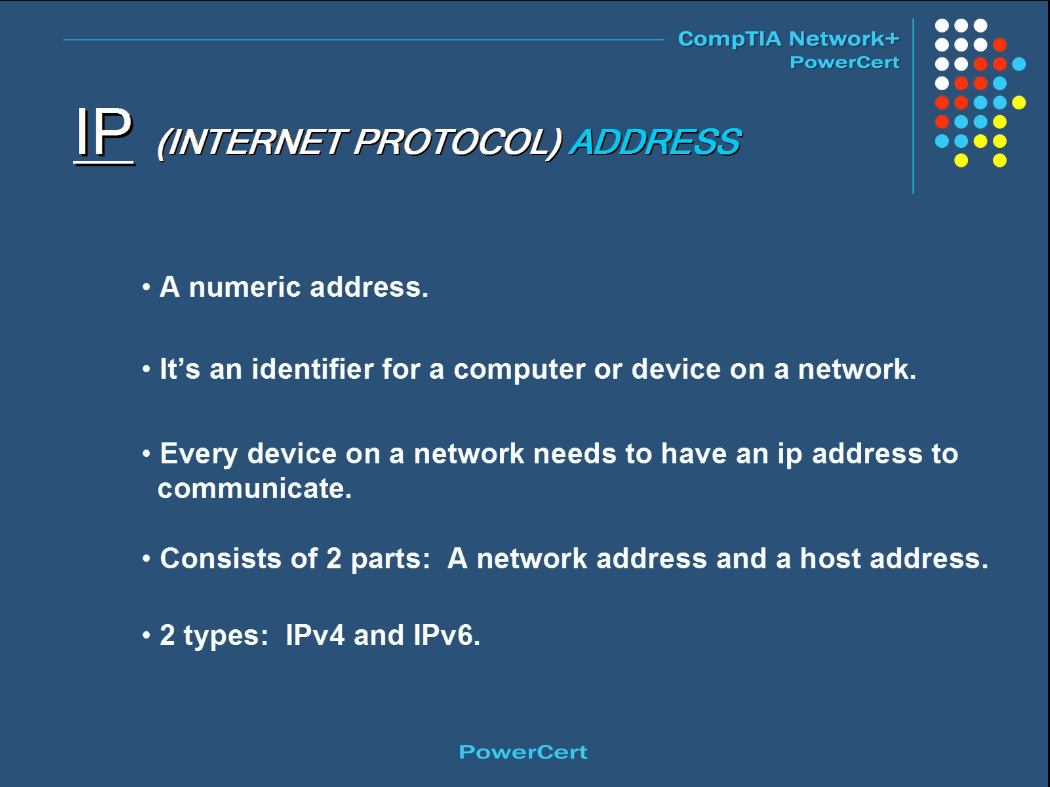 CompTIA Network+
PowerCert
IP (INTERNET PROTOCOL) ADDRESS
• A numeric address.
• It’s an identifier for a computer or device on a network.
• Every device on a network needs to have an ip address to
communicate.
• Consists of 2 parts:  A network address and a host address.
• 2 types:  IPv4 and IPv6.
PowerCert